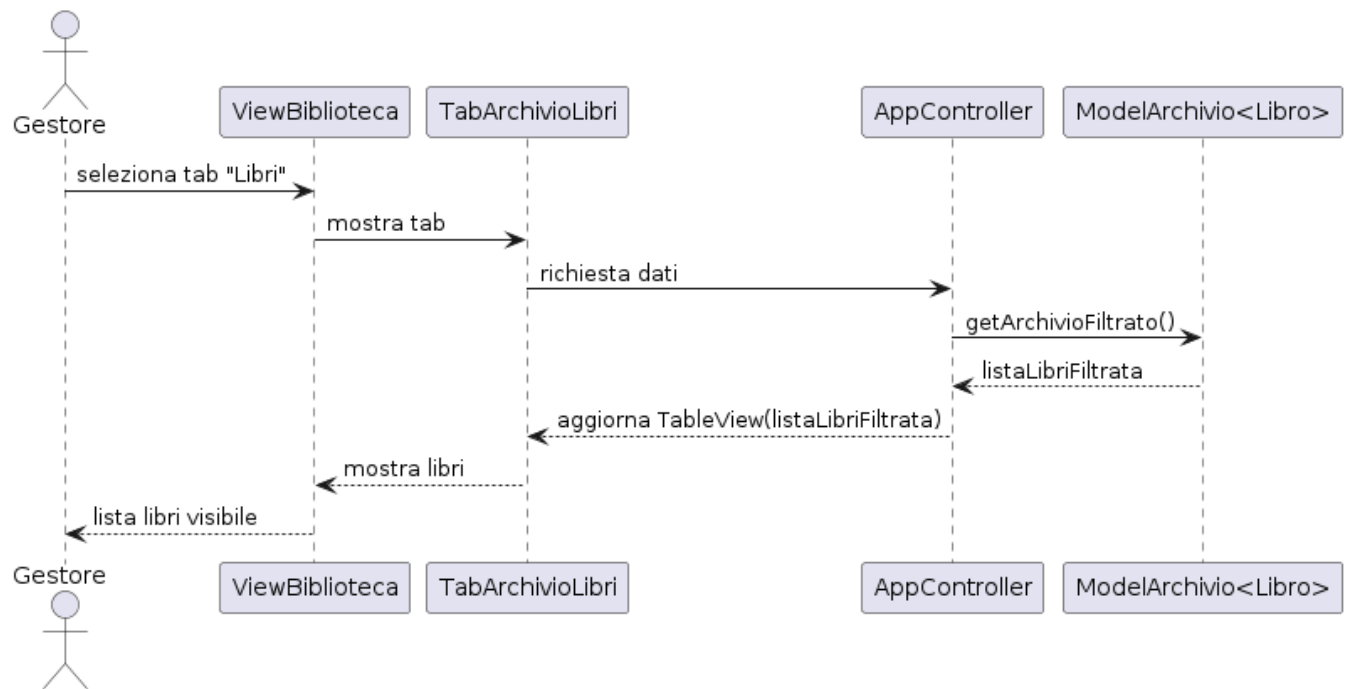 Gestore
ViewBiblioteca
TabArchivioLibri
AppController
ModelArchivio<Libro>
seleziona tab "Libri"
mostra tab
richiesta dati
getArchivioFiltrato()
listaLibriFiltrata
aggiorna TableView(listaLibriFiltrata)
mostra libri
lista libri visibile
Gestore
ViewBiblioteca
TabArchivioLibri
AppController
ModelArchivio<Libro>